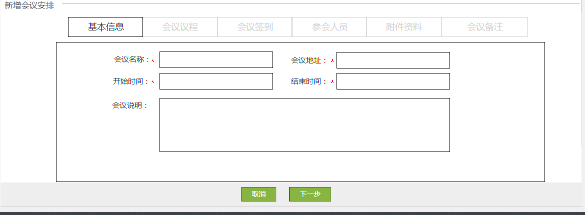 新增会议安排
基本信息 会议议程 会议签到 参会人员 附件资料 会议备注
会议名称：* 会议地址：*
开始时间：* 结束时间：*
会议说明：
取消 下一步